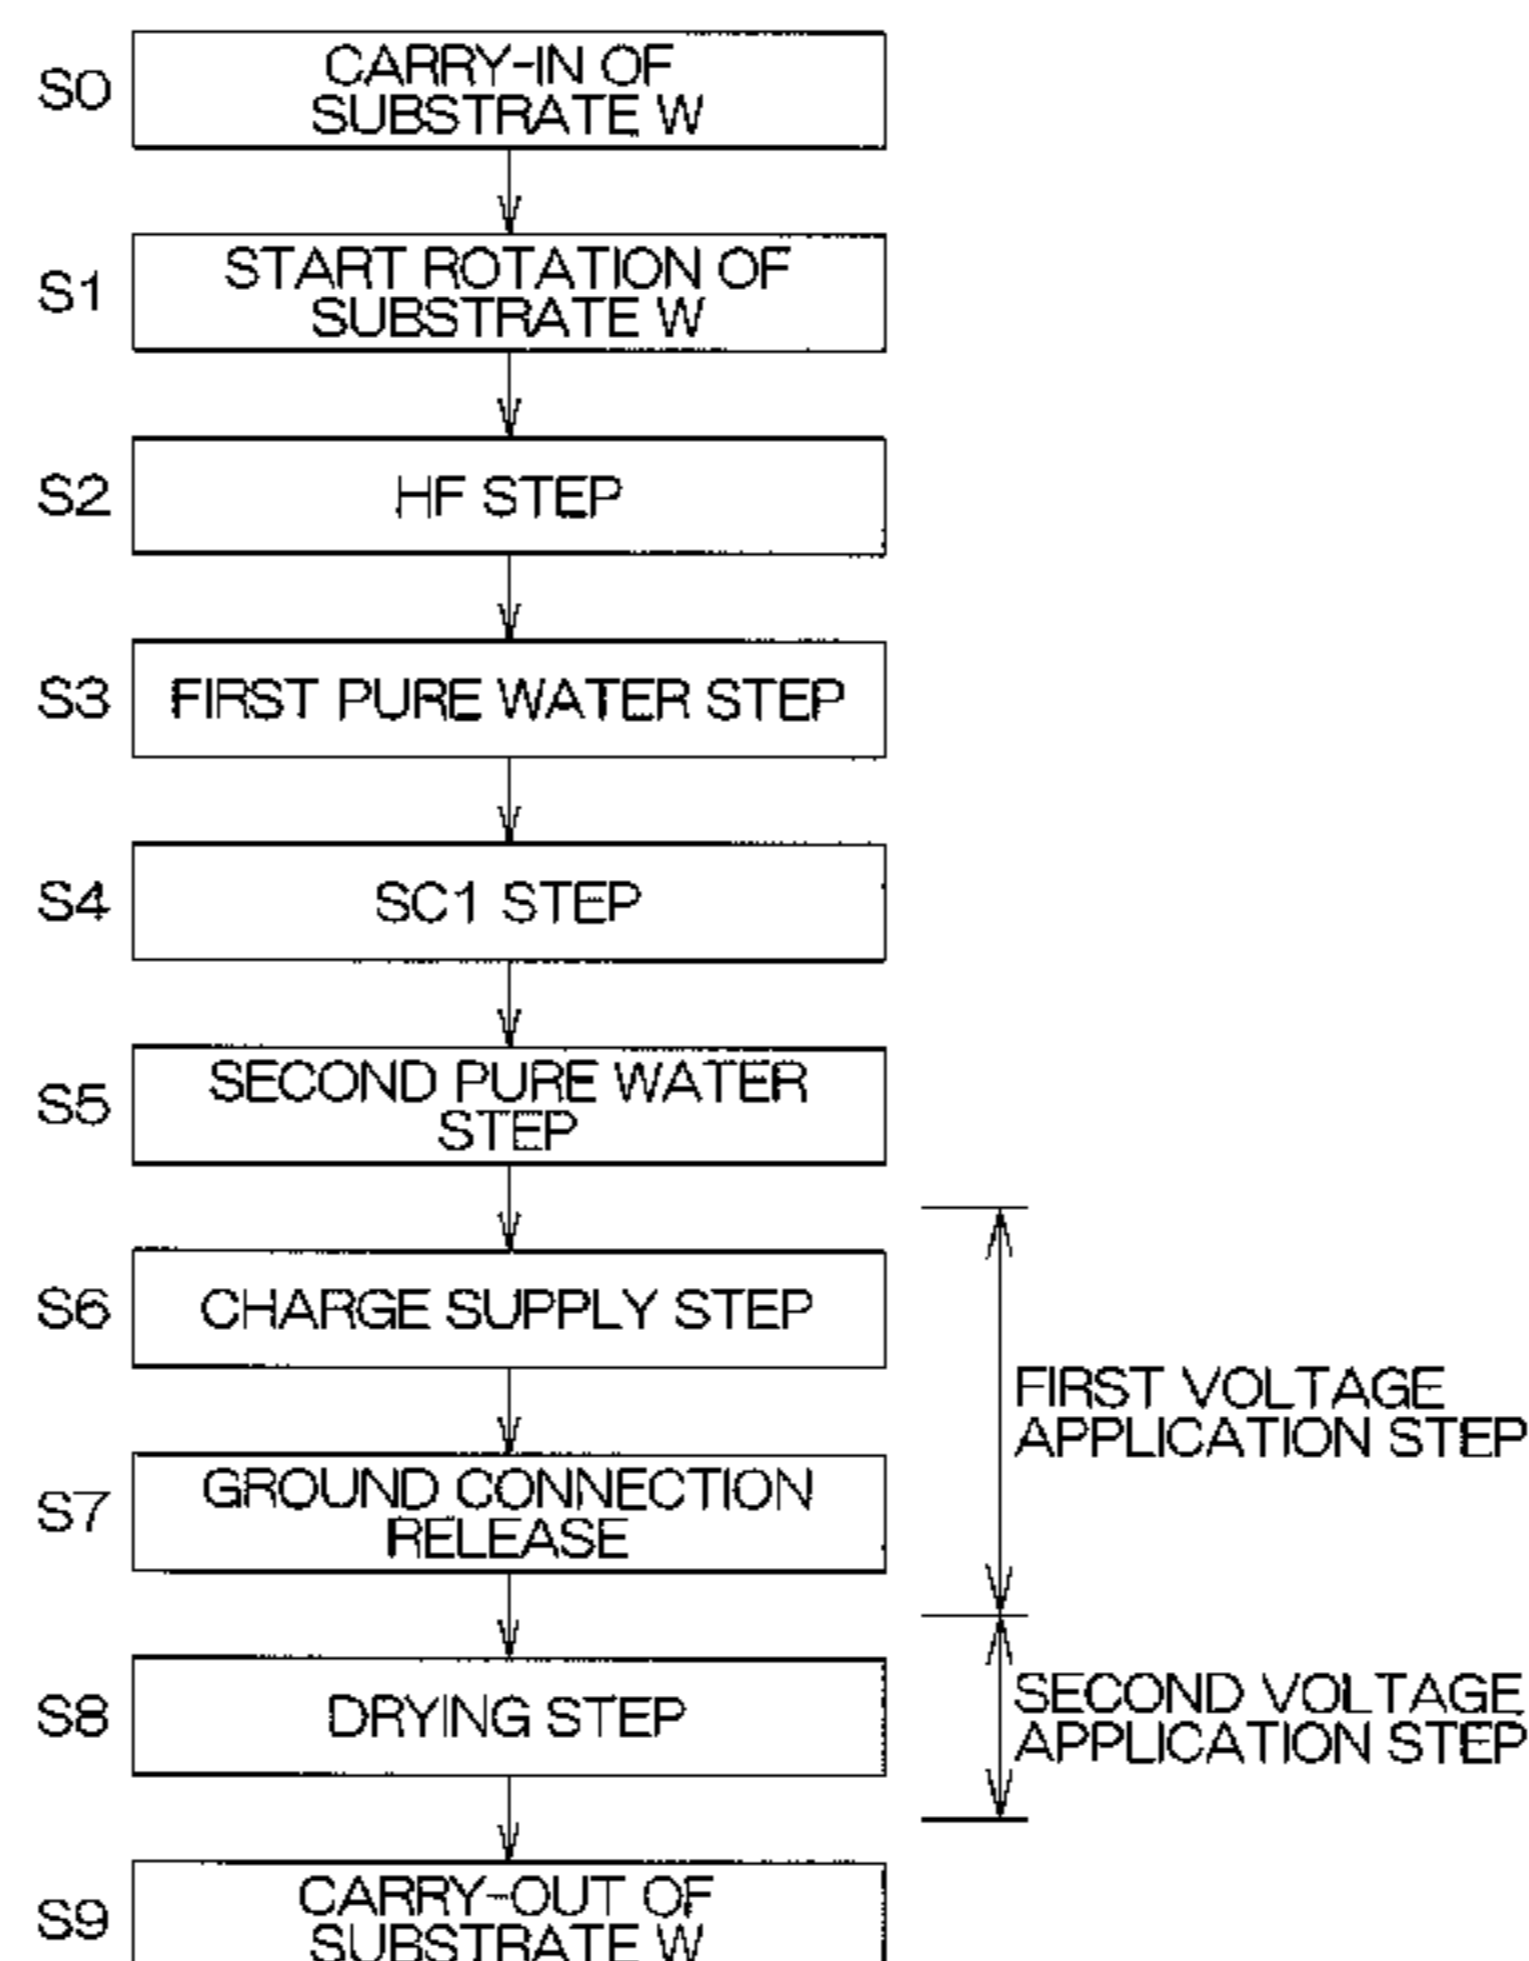 S0
CARRY-IN OF
SUBSTRATE W
S1
START ROTATION OF
SUBSTRATE W
S2
HF STEP
S3
FIRST PURE WATER STEP
S4
SC1 STEP
S5
SECOND PURE WATER
STEP
S6
CHARGE SUPPLY STEP
FIRST VOLTAGE
APPLICATION STEP
S7
GROUND CONNECTION
RELEASE
S8
DRYING STEP
SECOND VOLTAGE
APPLICATION STEP
S9
CARRY-OUT OF
SUBSTRATE W